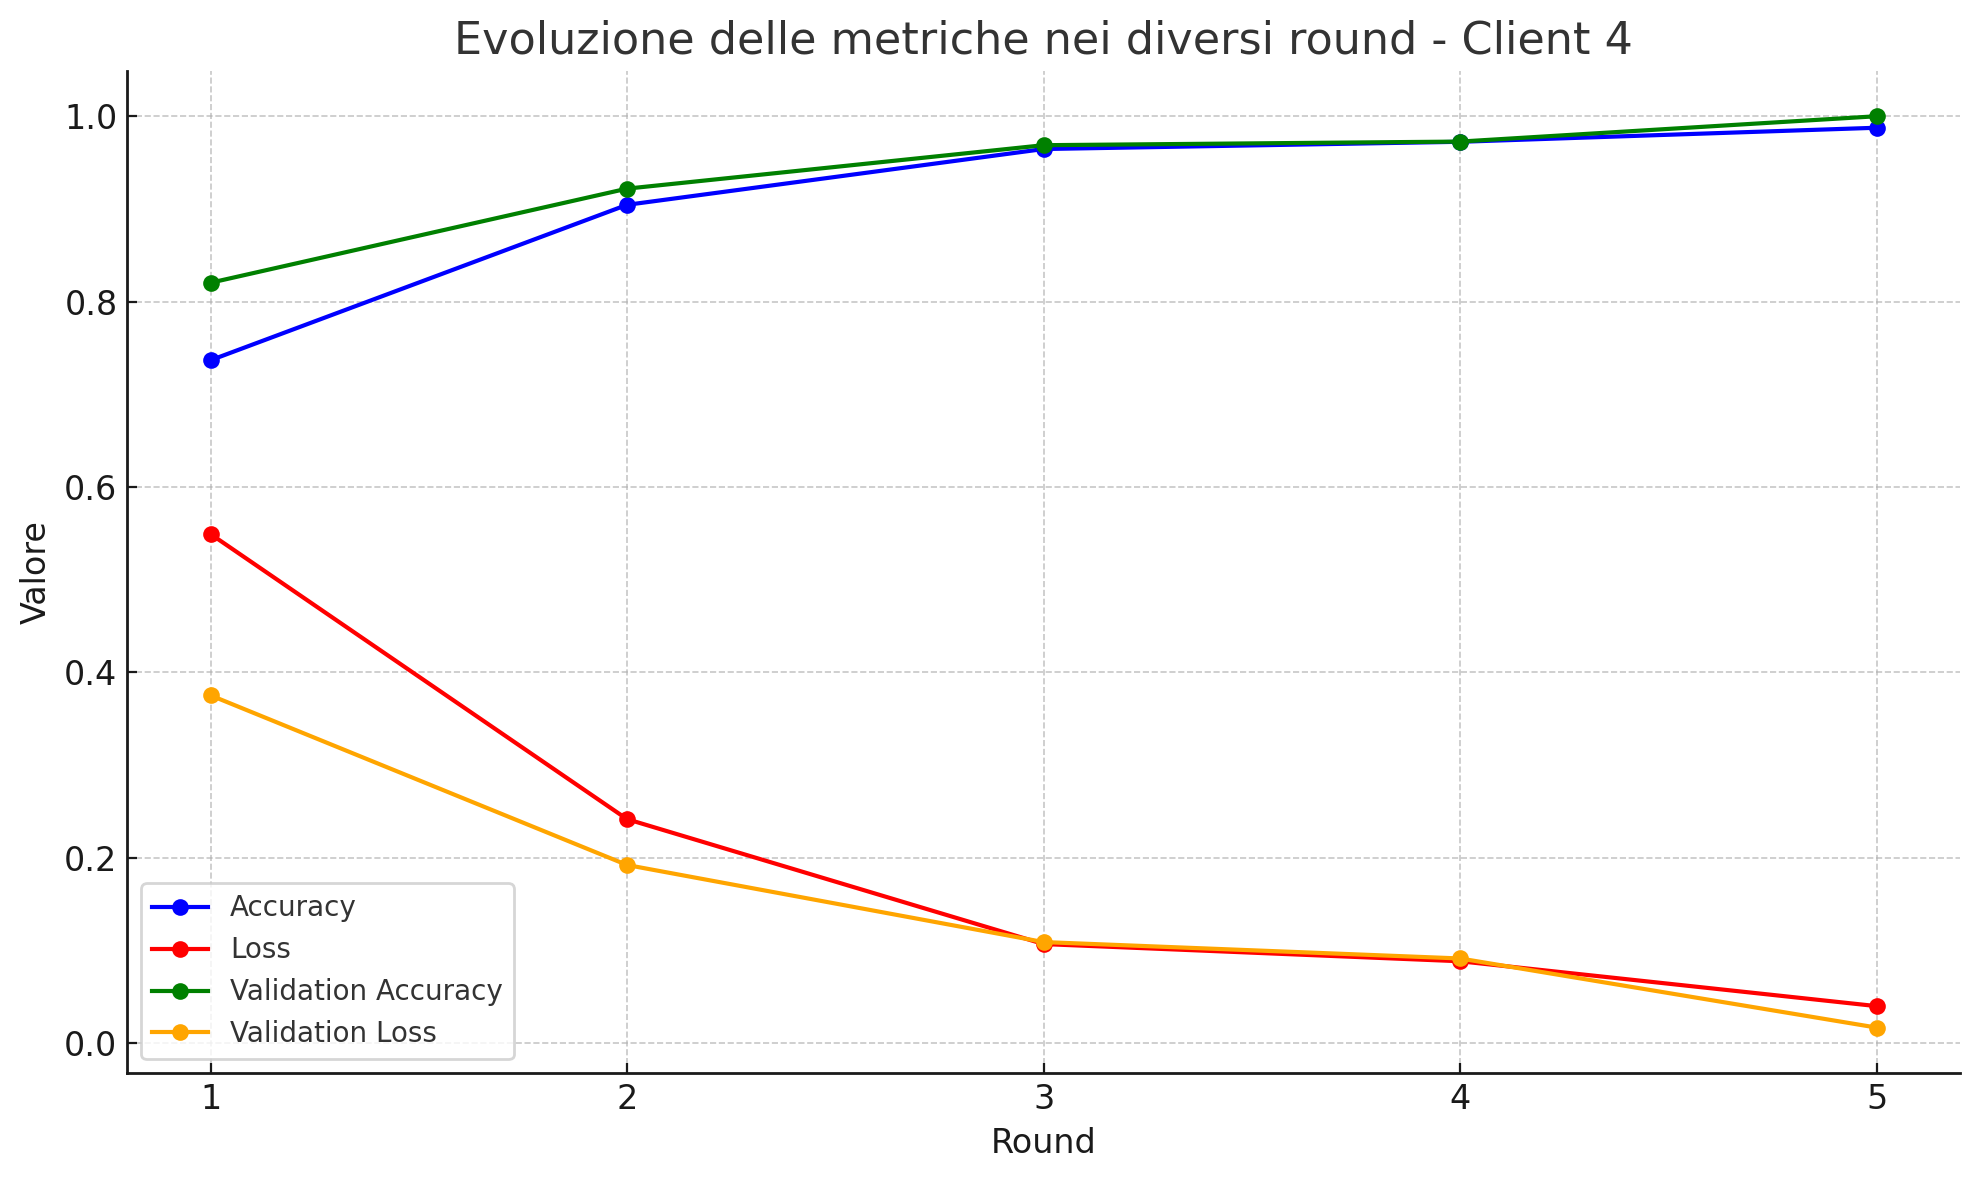 Evoluzione delle metriche nei diversi round - Client 4
1.0
0.8
0.6
0.4
0.2
0.0
Valore
Accuracy
Loss
Validation Accuracy
Validation Loss
1 2 3 4 5
Round